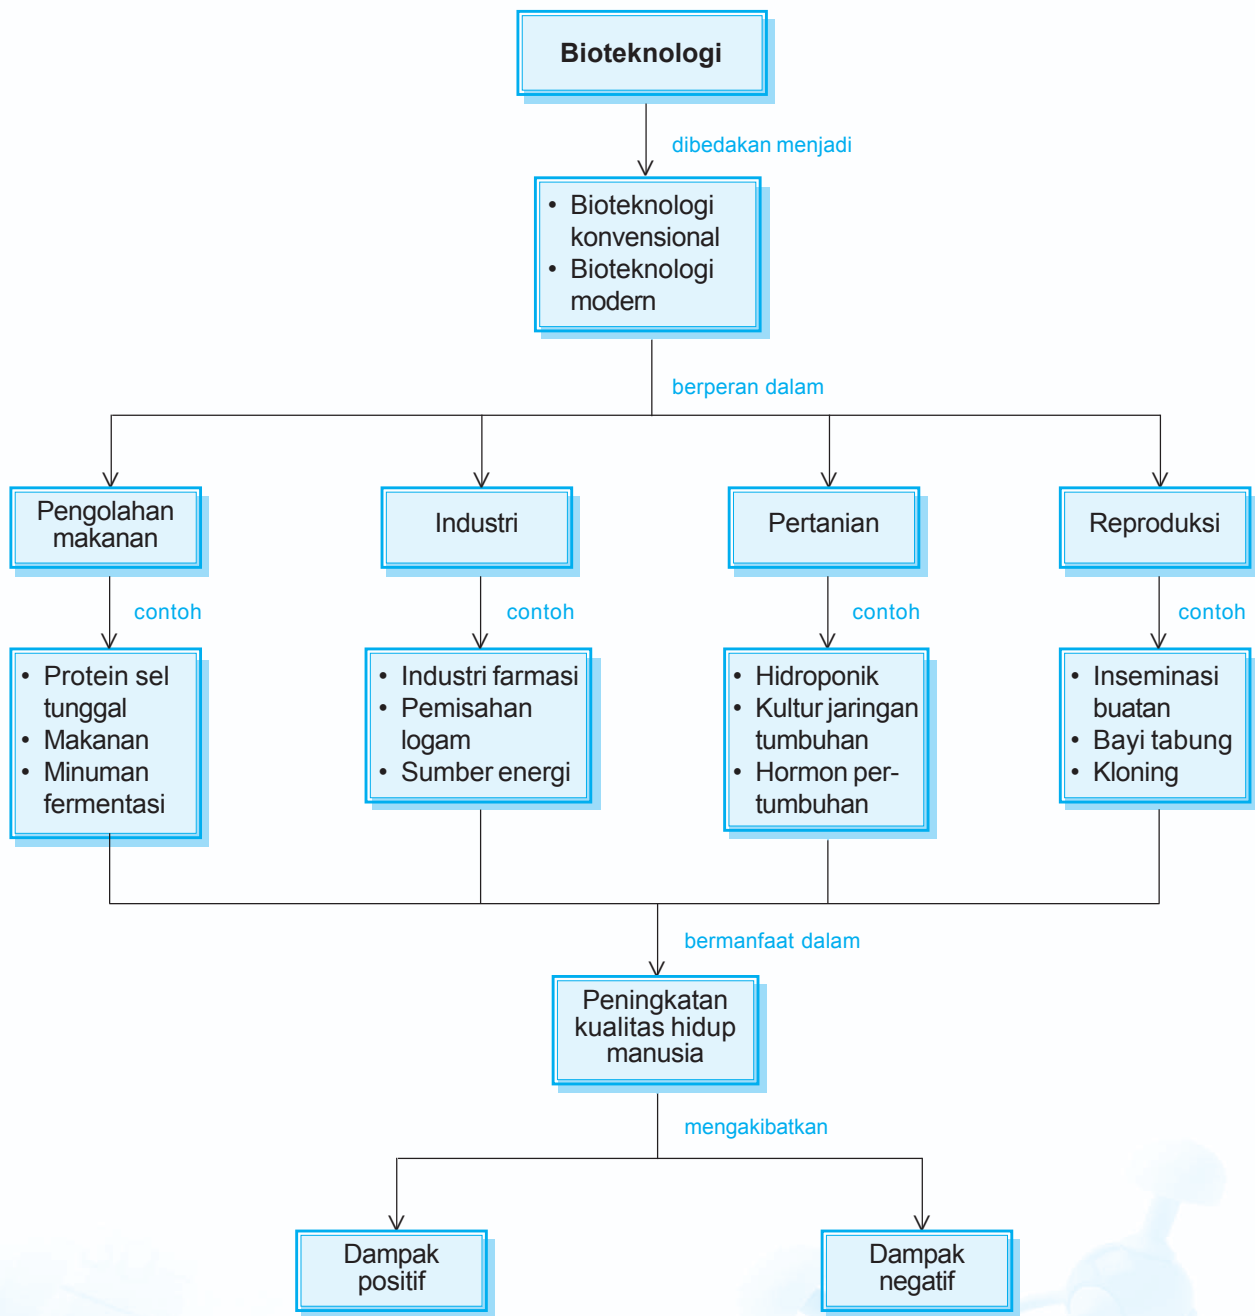 Bioteknologi
dibedakan menjadi
• Bioteknologi
konvensional
• Bioteknologi
modern
berperan dalam
Pengolahan
makanan
Industri
Pertanian
Reproduksi
contoh
contoh
contoh
contoh
• Protein sel
tunggal
• Makanan
• Minuman
fermentasi
• Industri farmasi
• Pemisahan
logam
• Sumber energi
• Hidroponik
• Kultur jaringan
tumbuhan
• Hormon per-
tumbuhan
• Inseminasi
buatan
• Bayi tabung
• Kloning
bermanfaat dalam
Peningkatan
kualitas hidup
manusia
mengakibatkan
Dampak
positif
Dampak
negatif